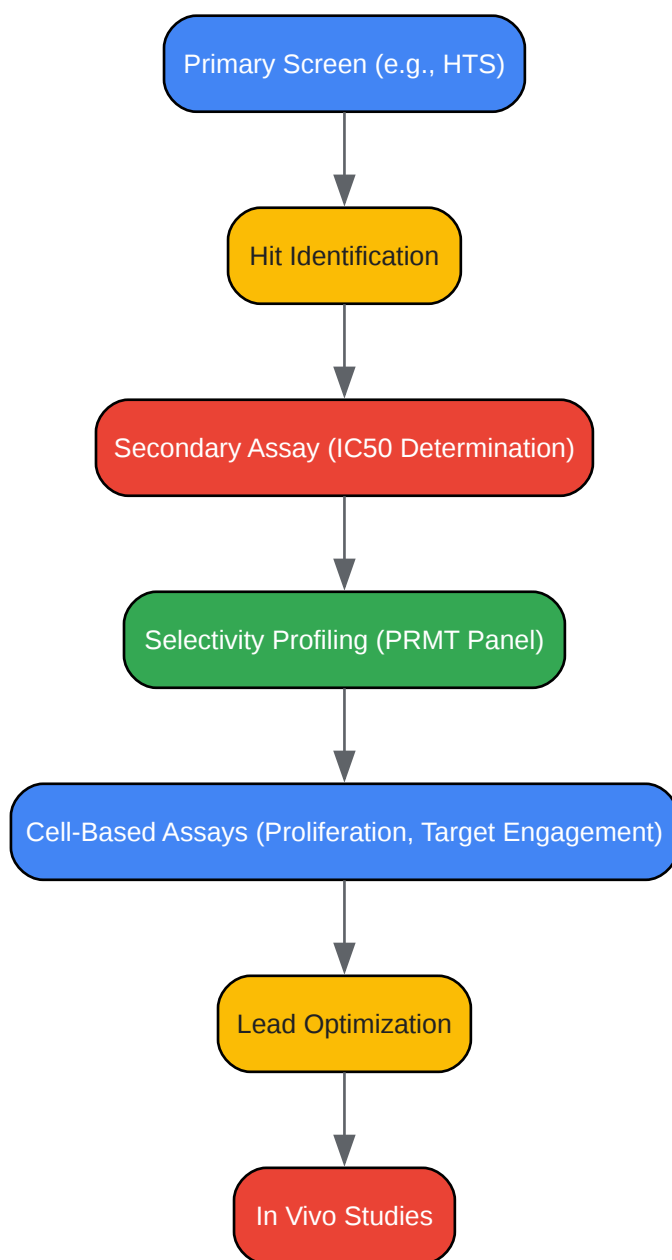 Primary Screen (e.g., HTS)
Hit Identification
Secondary Assay (IC50 Determination)
Selectivity Profiling (PRMT Panel)
Cell-Based Assays (Proliferation, Target Engagement)
Lead Optimization
In Vivo Studies